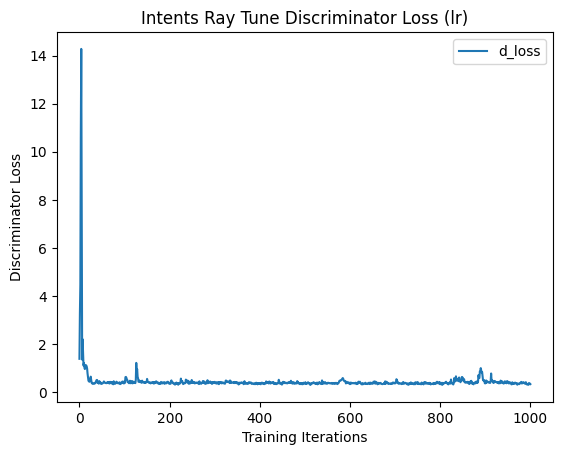 Intents Ray Tune Discriminator Loss (lr)
d_loss
14
12
10
8
6
4
2
0
Discriminator Loss
0 200 400 600 800 1000
Training Iterations